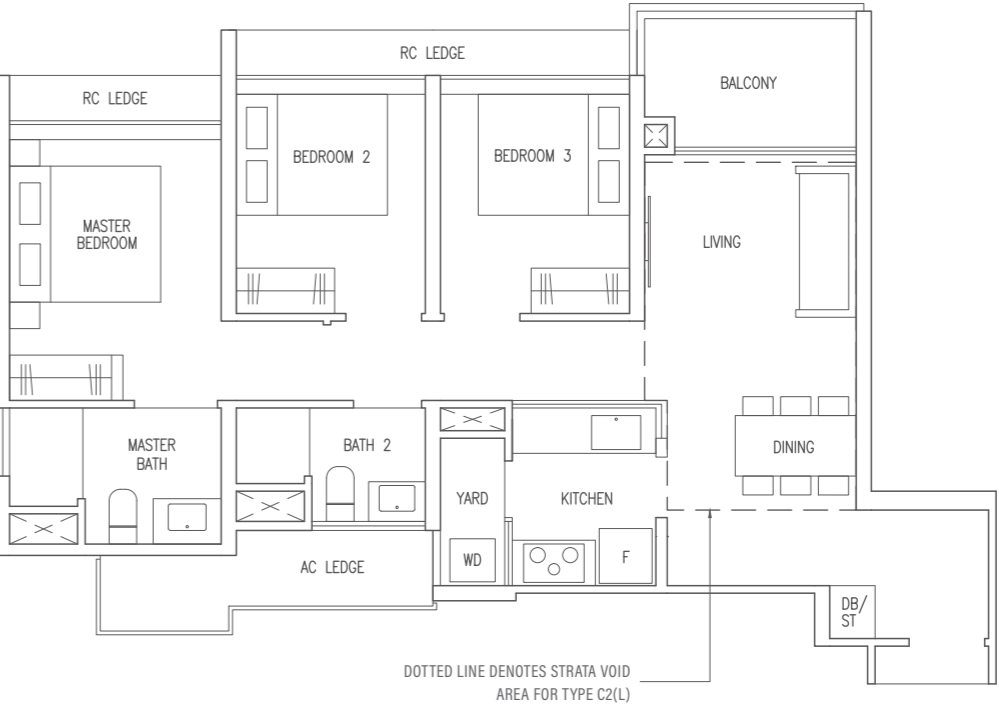 RC LEDGE
RC LEDGE
BALCONY
BEDROOM 2
BEDROOM 3
MASTER
BEDROOM
LIVING
MASTER
BATH
BATH 2
DINING
YARD
KITCHEN
WD
F
AC LEDGE
DB/
ST
DOTTED LINE DENOTES STRATA VOID
AREA FOR TYPE C2(L)